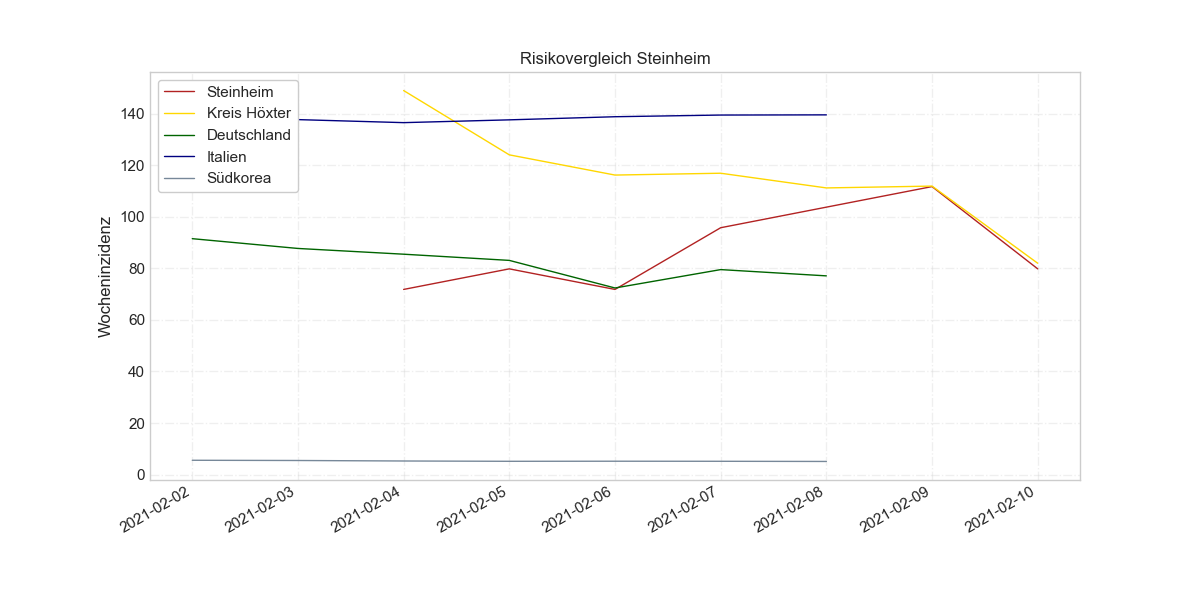 Risikovergleich Steinheim
Steinheim
Kreis Höxter
Deutschland
Italien
Südkorea
Wocheninzidenz
140
120
100
80
60
40
20
0
2021-02-02
2021-02-03
2021-02-04
2021-02-05
2021-02-06
2021-02-07
2021-02-08
2021-02-09
2021-02-10